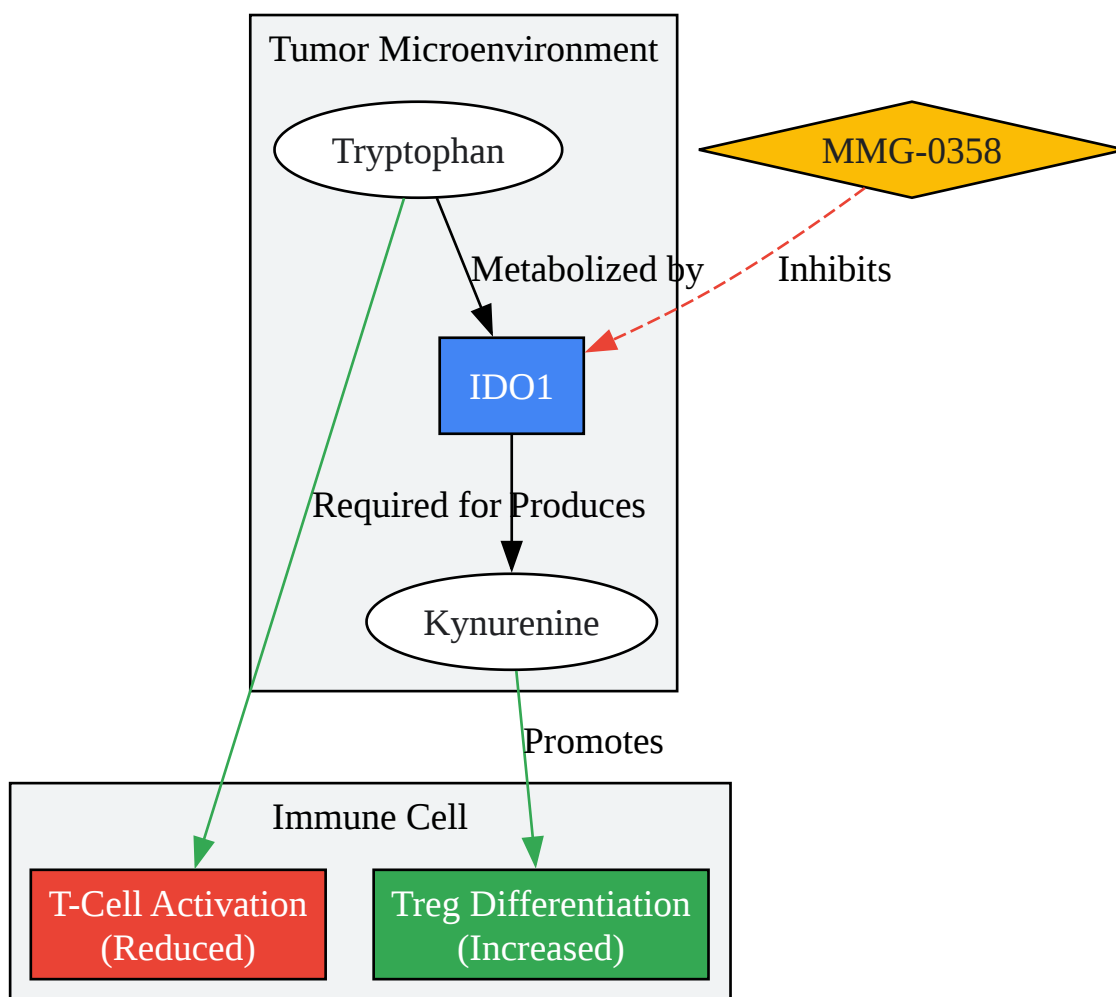 Tumor Microenvironment
Tryptophan
MMG-0358
Metabolized by
Inhibits
IDO1
Required for
Produces
Kynurenine
Promotes
Immune Cell
T-Cell Activation
(Reduced)
Treg Differentiation
(Increased)